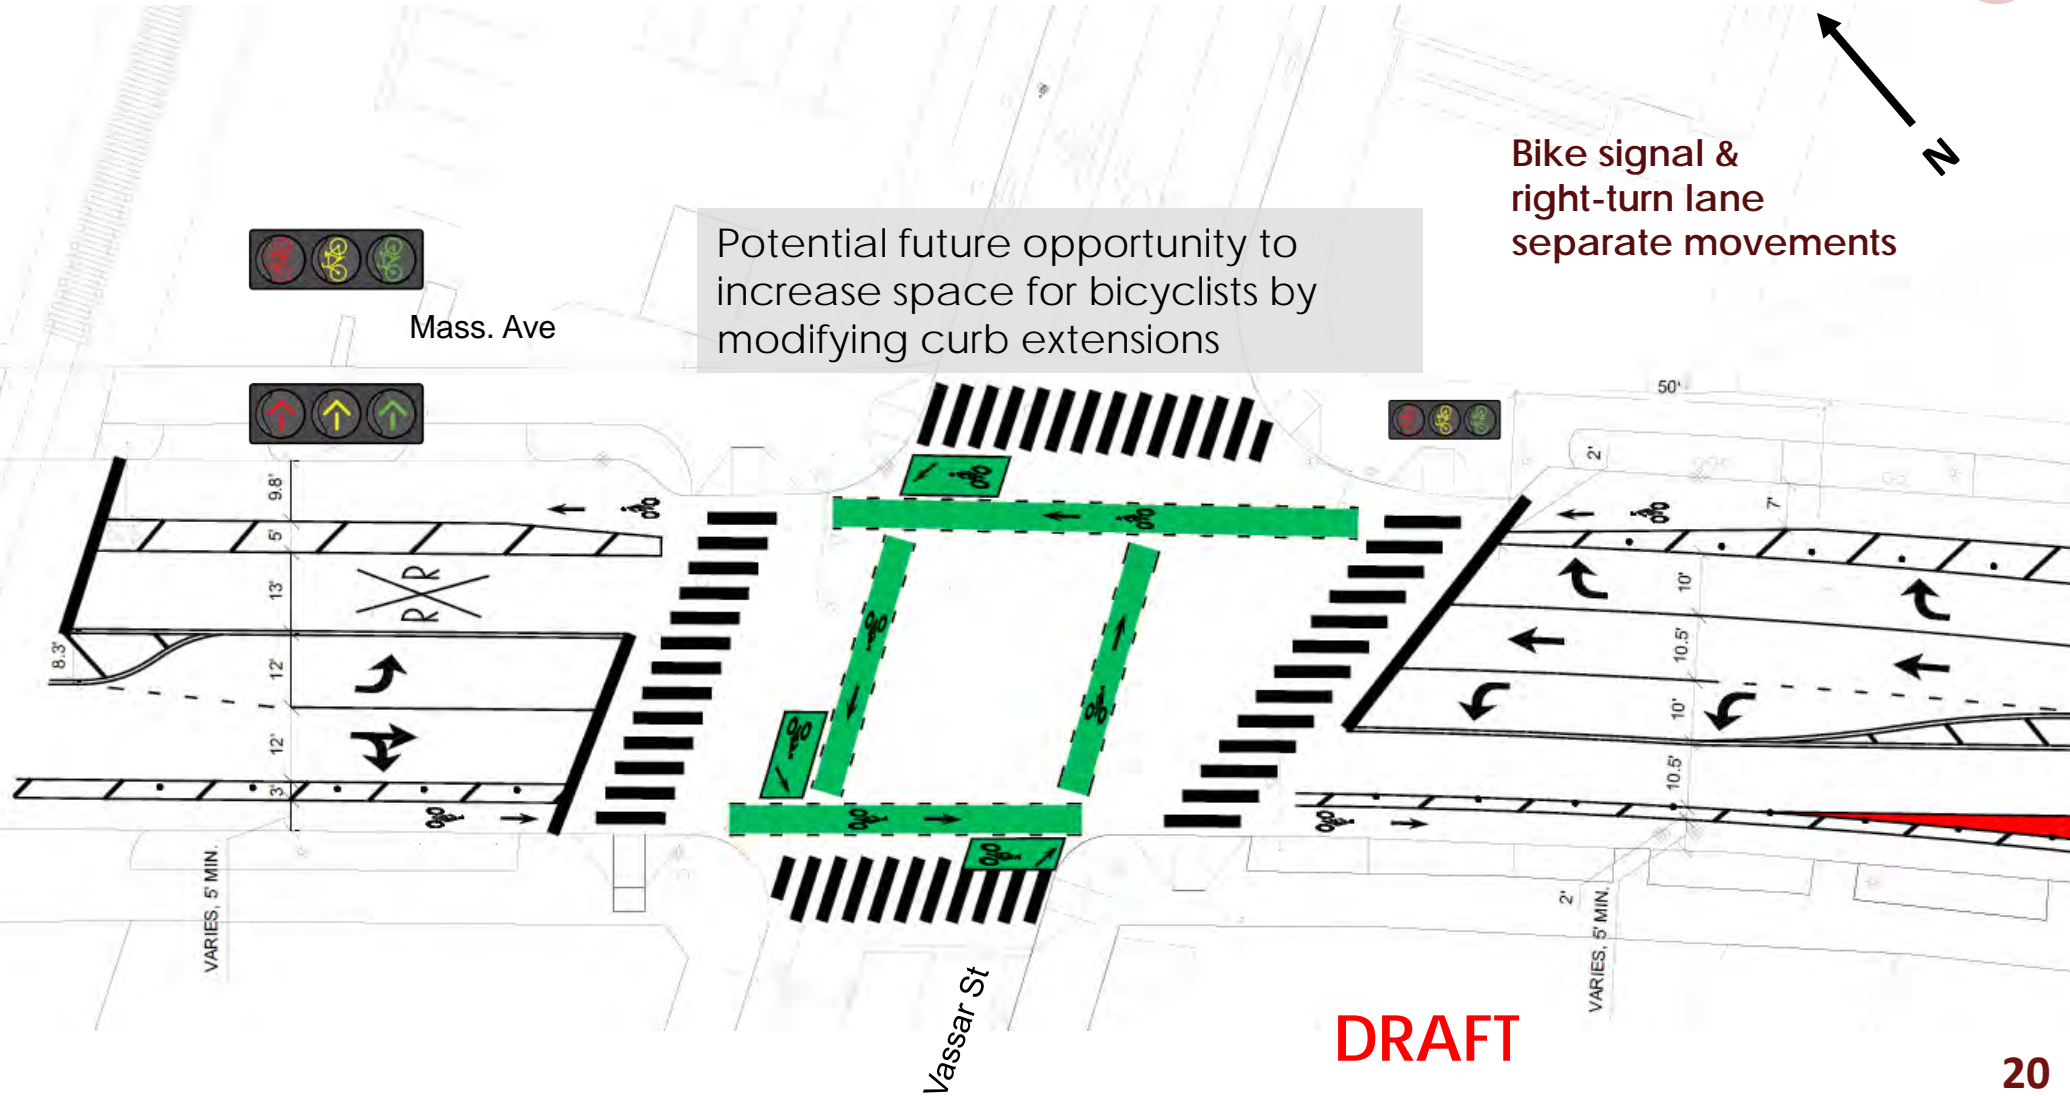 N
Bike signal &
right-turn lane
separate movements
Potential future opportunity to
increase space for bicyclists by
modifying curb extensions
Mass. Ave
50'
2'
7'
9.8'
5'
13'
R R
8.3'
12'
12'
3'
10'
10.5'
10'
10.5'
VARIES, 5' MIN.
2'
VARIES, 5' MIN.
Vassar St
DRAFT
20